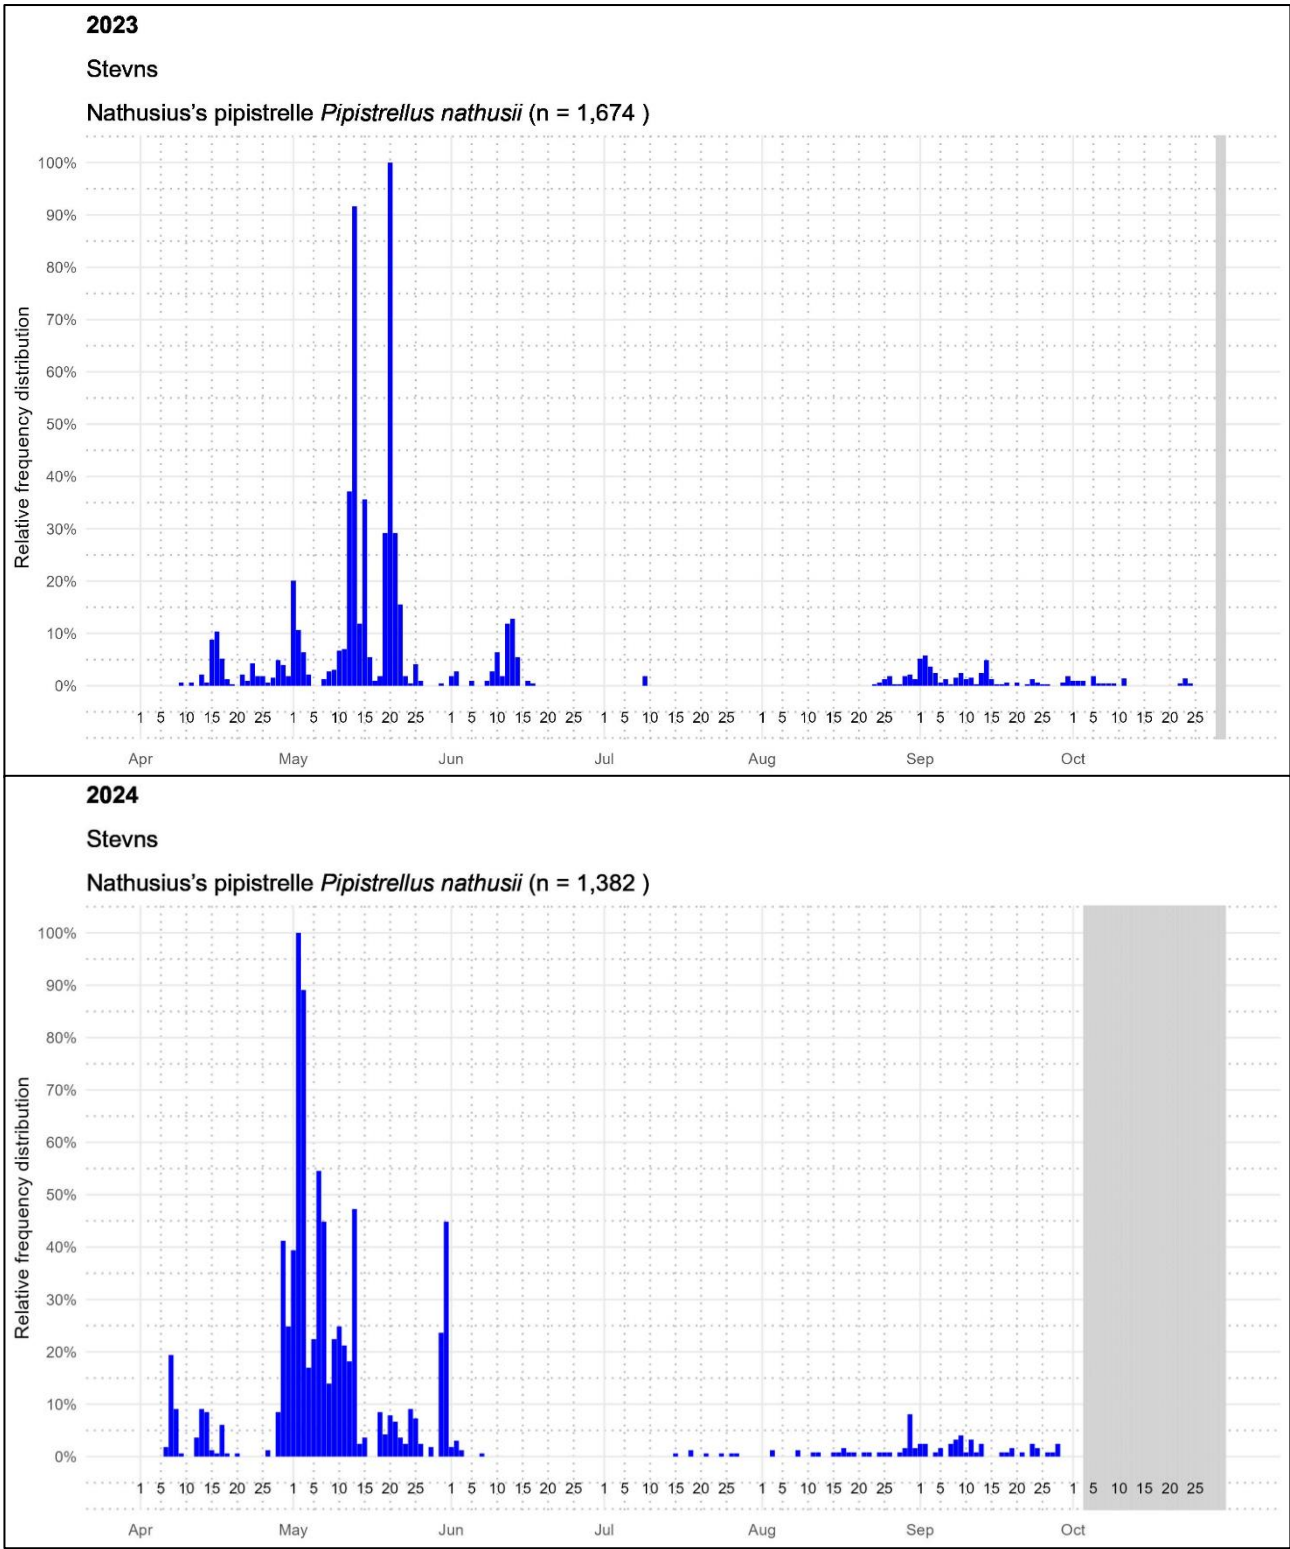 2023
Stevns
Nathusius's pipistrelle Pipistrellus nathusii (n = 1,674 )
Relative frequency distribution
100%
90%
80%
70%
60%
50%
40%
30%
20%
10%
0%
1 5 10 15 20 25 1 5 10 15 20 25 1 5 10 15 20 25 1 5 10 15 20 25 1 5 10 15 20 25 1 5 10 15 20 25 1 5 10 15 20 25
Apr May Jun Jul Aug Sep Oct
2024
Stevns
Nathusius's pipistrelle Pipistrellus nathusii (n = 1,382 )
Relative frequency distribution
100%
90%
80%
70%
60%
50%
40%
30%
20%
10%
0%
1 5 10 15 20 25 1 5 10 15 20 25 1 5 10 15 20 25 1 5 10 15 20 25 1 5 10 15 20 25 1 5 10 15 20 25 1 5 10 15 20 25
Apr May Jun Jul Aug Sep Oct